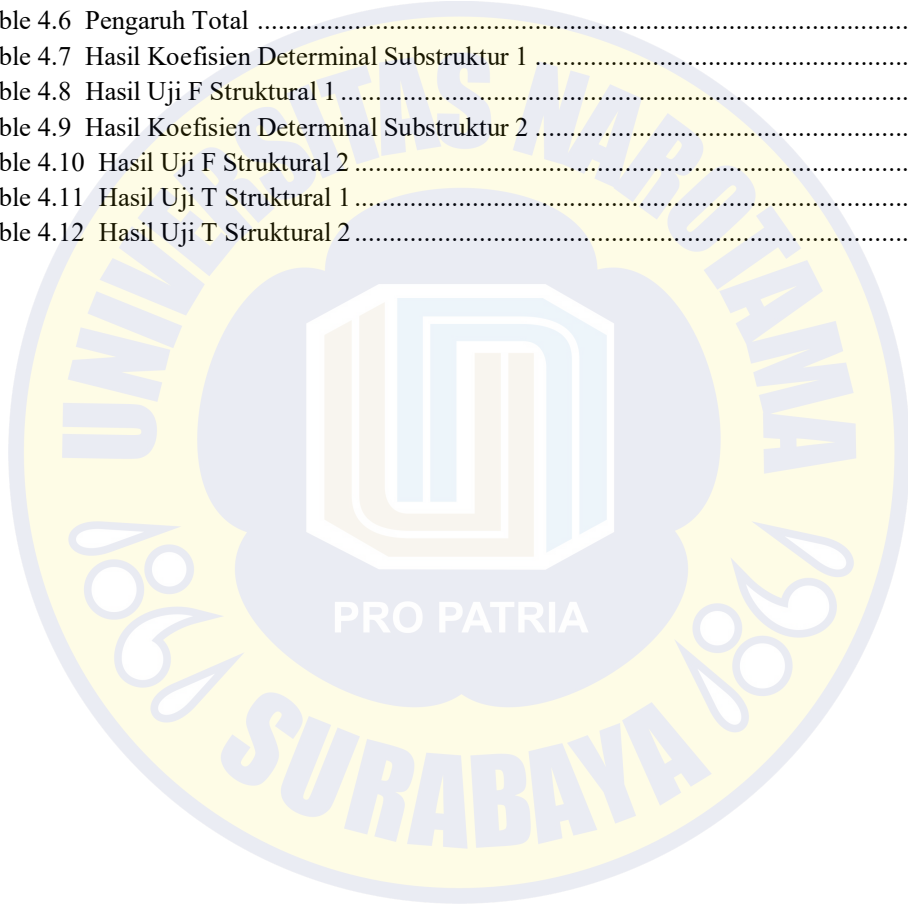 ble 4.6 Pengaruh Total ................................................................................................
ble 4.7 Hasil Koefisien Determinal Substruktur 1 ........................................................
ble 4.8 Hasil Uji F Struktural 1 ....................................................................................
ble 4.9 Hasil Koefisien Determinal Substruktur 2 ........................................................
ble 4.10 Hasil Uji F Struktural 2 ..................................................................................
ble 4.11 Hasil Uji T Struktural 1 ..................................................................................
ble 4.12 Hasil Uji T Struktural 2 ..................................................................................
UNIVERSITAS NAROTAMA
PRO PATRIA
SURABAYA